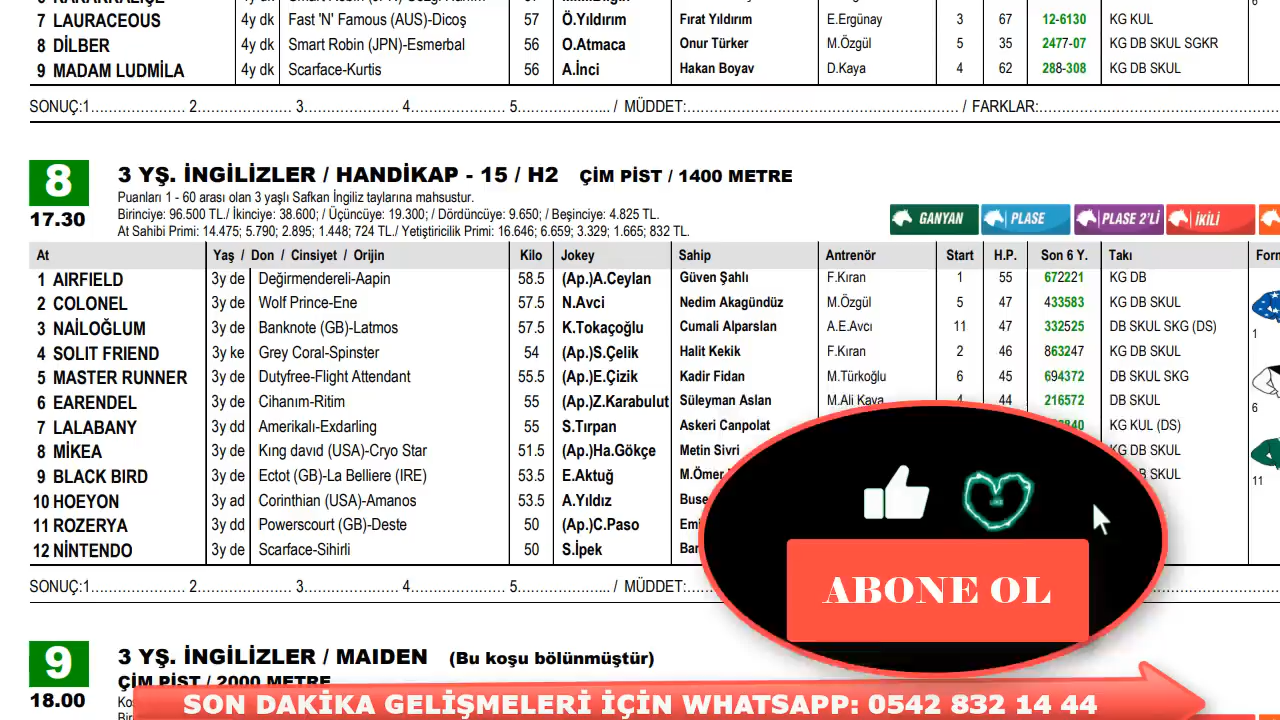 7 LAURACEOUS 4y dk Fast 'N' Famous (AUS)-Dicoş 57 Ö.Yıldırım Fırat Yıldırım E.Ergünay 3 67 12-6130 KG KUL
8 DİLBER 4y dk Smart Robin (JPN)-Esmerbal 56 O.Atmaca Onur Türker M.Özgül 5 35 2477-07 KG DB SKUL SGKR
9 MADAM LUDMİLA 4y dk Scarface-Kurtis 56 A.İnci Hakan Boyav D.Kaya 4 62 288-308 KG DB SKUL
SONUÇ:1..................... 2..................... 3..................... 4..................... 5..................... / MÜDDET:............................................................ / FARKLAR:............................................................
8 3 YŞ. İNGİLİZLER / HANDİKAP - 15 / H2 ÇİM PİST / 1400 METRE
17.30
Puanları 1 - 60 arası olan 3 yaşlı Safkan İngiliz taylarına mahsustur.
Birinciye: 96.500 TL./ İkinciye: 38.600; / Üçüncüye: 19.300; / Dördüncüye: 9.650; / Beşinciye: 4.825 TL.
At Sahibi Primi: 14.475; 5.790; 2.895; 1.448; 724 TL./ Yetiştiricilik Primi: 16.646; 6.659; 3.329; 1.665; 832 TL.
GANYAN PLASE PLASE 2'Lİ İKİLİ
At Yaş / Don / Cinsiyet / Orijin Kilo Jokey Sahip Antrenör Start H.P. Son 6 Y. Takı Form
1 AIRFIELD 3y de Değirmendereli-Aapin 58.5 (Ap.)A.Ceylan Güven Şahlı F.Kıran 1 55 672221 KG DB
2 COLONEL 3y de Wolf Prince-Ene 57.5 N.Avci Nedim Akagündüz M.Özgül 5 47 433583 KG DB SKUL
3 NAİLOĞLUM 3y de Banknote (GB)-Latmos 57.5 K.Tokaçoğlu Cumali Alparslan A.E.Avcı 11 47 332525 DB SKUL SKG (DS)
1
4 SOLIT FRIEND 3y ke Grey Coral-Spinster 54 (Ap.)S.Çelik Halit Kekik F.Kıran 2 46 863247 KG DB SKUL
5 MASTER RUNNER 3y de Dutyfree-Flight Attendant 55.5 (Ap.)E.Çizik Kadir Fidan M.Türkoğlu 6 45 694372 DB SKUL SKG
6 EARENDEL 3y de Cihanım-Ritim 55 (Ap.)Z.Karabulut Süleyman Aslan M.Ali Kaya 4 44 216572 DB SKUL
6
7 LALABANY 3y dd Amerikalı-Exdarling 55 S.Tırpan Askeri Canpolat KG KUL (DS)
8 MİKEA 3y de Kıng davıd (USA)-Cryo Star 51.5 (Ap.)Ha.Gökçe Metin Sivri KG DB SKUL
9 BLACK BIRD 3y de Ectot (GB)-La Belliere (IRE) 53.5 E.Aktuğ M.Ömer SKUL
11
10 HOEYON 3y ad Corinthian (USA)-Amanos 53.5 A.Yıldız
11 ROZERYA 3y dd Powerscourt (GB)-Deste 50 (Ap.)C.Paso
12 NİNTENDO 3y de Scarface-Sihirli 50 S.İpek
SONUÇ:1..................... 2..................... 3..................... 4..................... 5..................... / MÜDDET:............
ABONE OL
9 3 YŞ. İNGİLİZLER / MAIDEN (Bu koşu bölünmüştür)
ÇİM PİST / 2000 METRE
18.00
SON DAKİKA GELİŞMELERİ İÇİN WHATSAPP: 0542 832 14 44